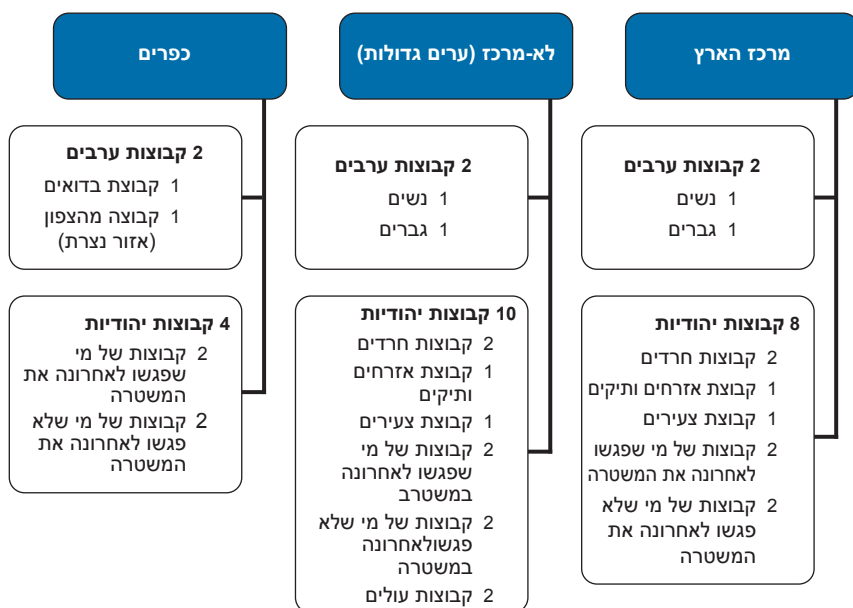 מרכז הארץ
2 קבוצות ערבים
1 נשים
1 גברים
8 קבוצות יהודיות
2 קבוצות חרדים
1 קבוצת אזרחים ותיקים
1 קבוצת צעירים
2 קבוצות של מי שפגשו
לאחרונה את המשטרה
2 קבוצות של מי שלא
פגשו לאחרונה את
המשטרה
לא-מרכז (ערים גדולות)
2 קבוצות ערבים
1 נשים
1 גברים
10 קבוצות יהודיות
2 קבוצות חרדים
1 קבוצת אזרחים
ותיקים
1 קבוצת צעירים
2 קבוצות של מי
שפגשו לאחרונה
במשטרב
2 קבוצות של מי שלא
פגשולאחרונה
במשטרה
2 קבוצות עולים
כפרים
2 קבוצות ערבים
1 קבוצת בדואים
1 קבוצה מהצפון
(אזור נצרת)
4 קבוצות יהודיות
2 קבוצות של מי
שפגשו לאחרונה את
המשטרה
2 קבוצות של מי שלא
פגשו לאחרונה את
המשטרה